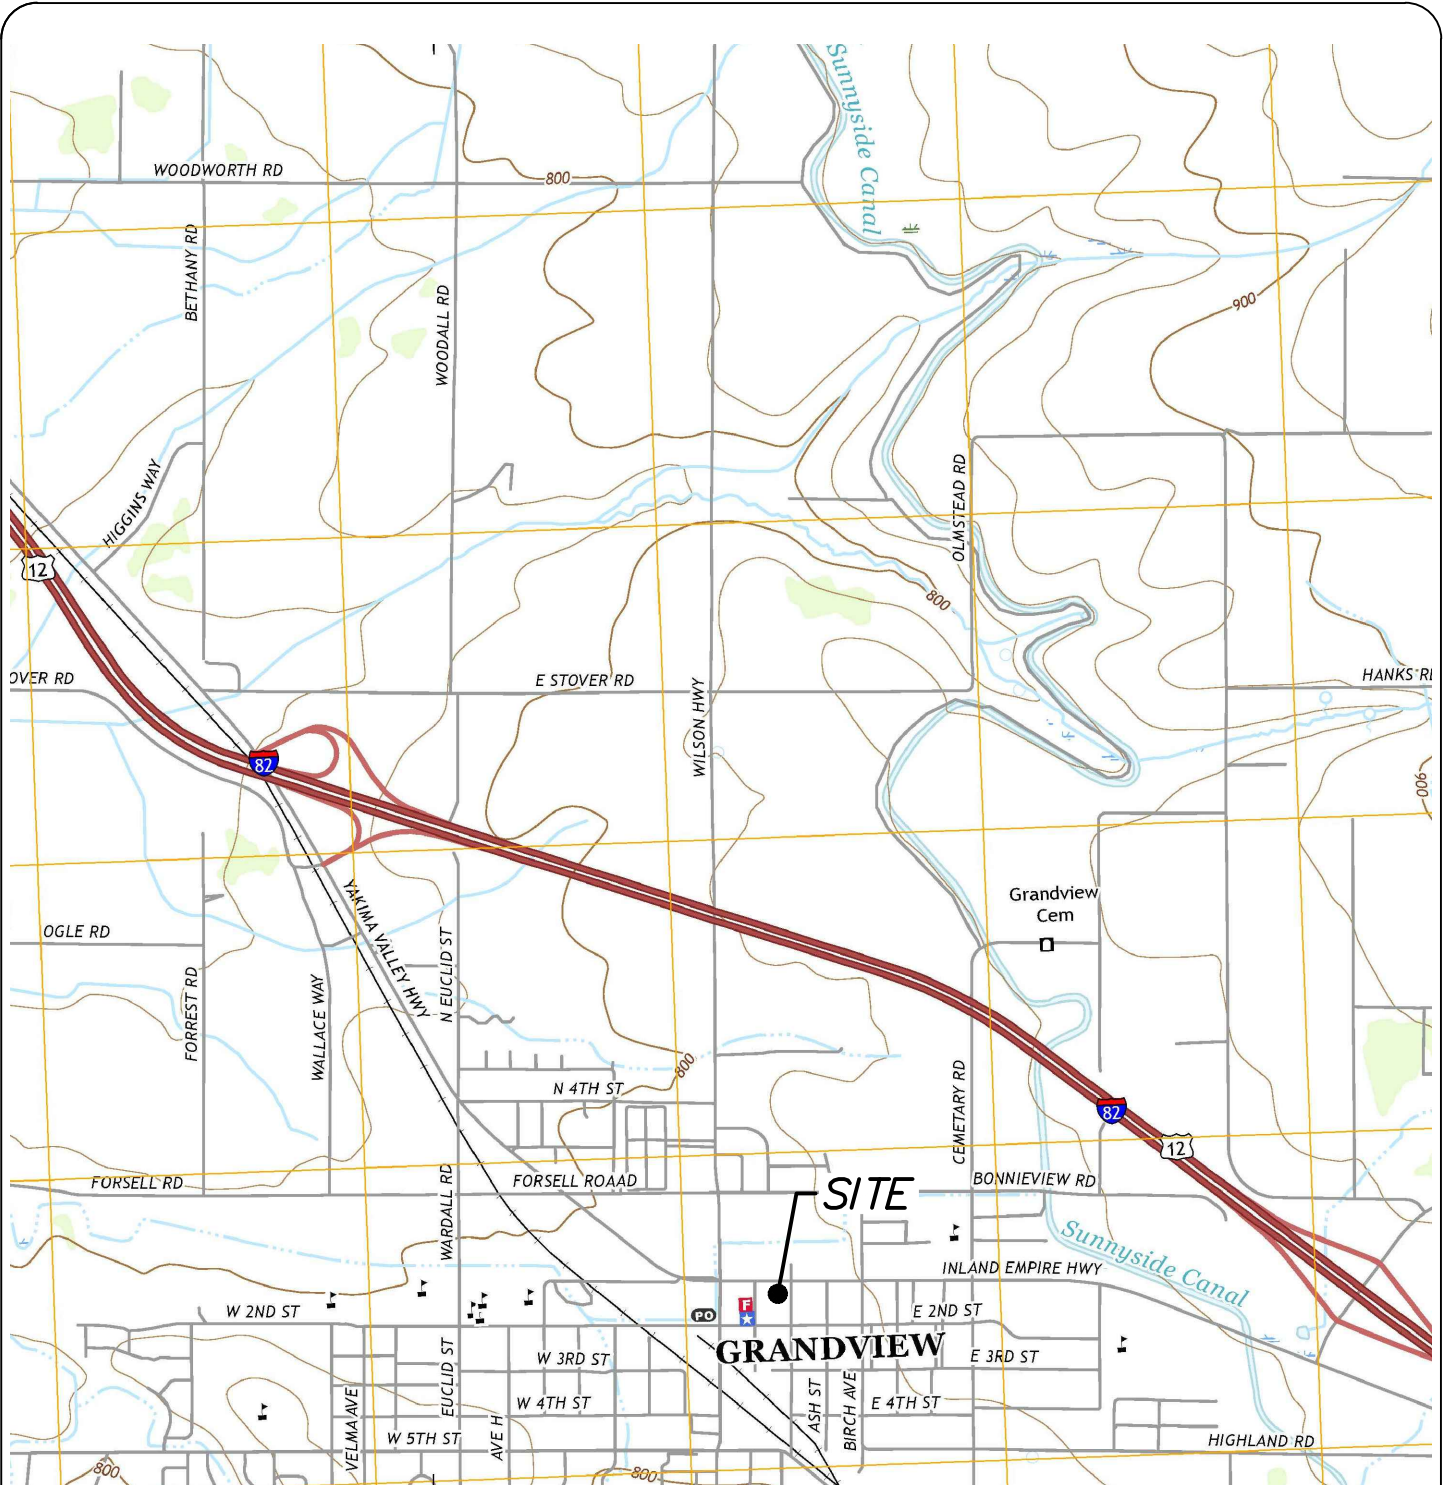 Sunnyside Canal
WOODWORTH RD
800
BETHANY RD
WOODALL RD
900
HIGGINS WAY
OLMSTEAD RD
12
800
OVER RD
E STOVER RD
WILSON HWY
HANKS RD
82
900
YAKIMA VALLEY HWY
Grandview
Cem
OGLE RD
N EUCLID ST
FORREST RD
WALLACE WAY
800
N 4TH ST
CEMETARY RD
82
12
FORSELL RD
WARDALL RD
FORSELL ROAAD
BONNIEVIEW RD
SITE
Sunnyside Canal
INLAND EMPIRE HWY
W 2ND ST
PO
F
E 2ND ST
GRANDVIEW
W 3RD ST
E 3RD ST
EUCLID ST
VELMA AVE
W 4TH ST
ASH ST
BIRCH AVE
E 4TH ST
W 5TH ST
AVE H
HIGHLAND RD
800
800